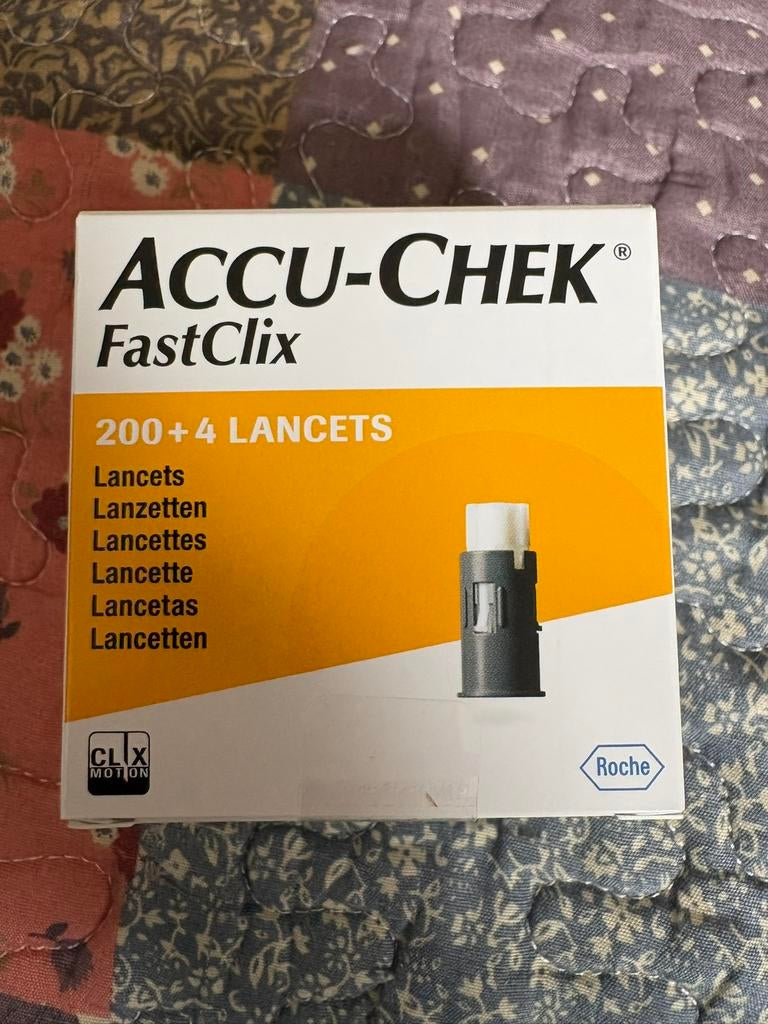 ACCU-CHEK®
FastClix
200+4 LANCETS
Lancets
Lanzetten
Lancettes
Lancette
Lancetas
Lancetten
CLIX
MOTION
Roche